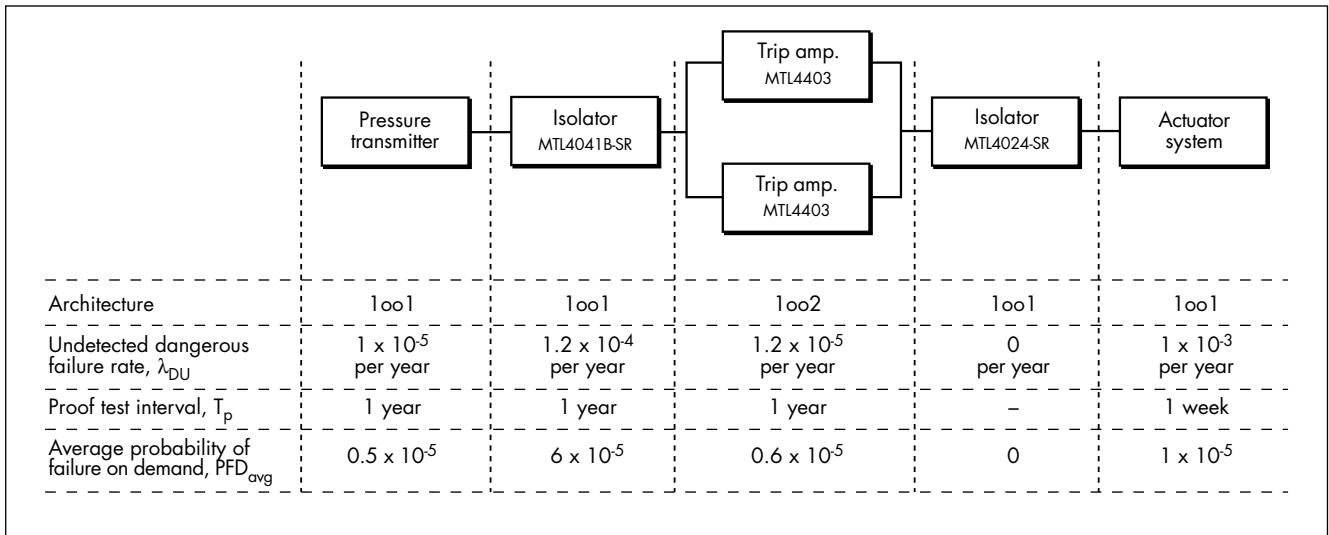 Trip amp.
MTL4403
Pressure
transmitter
Isolator
MTL4041B-SR
Isolator
MTL4024-SR
Actuator
system
Trip amp.
MTL4403
Architecture 1oo1 1oo1 1oo2 1oo1 1oo1
Undetected dangerous
failure rate, λDU 1 x 10-5 per year 1.2 x 10-4 per year 1.2 x 10-5 per year 0 per year 1 x 10-3 per year
Proof test interval, Tp 1 year 1 year 1 year – 1 week
Average probability of
failure on demand, PFDavg 0.5 x 10-5 6 x 10-5 0.6 x 10-5 0 1 x 10-5